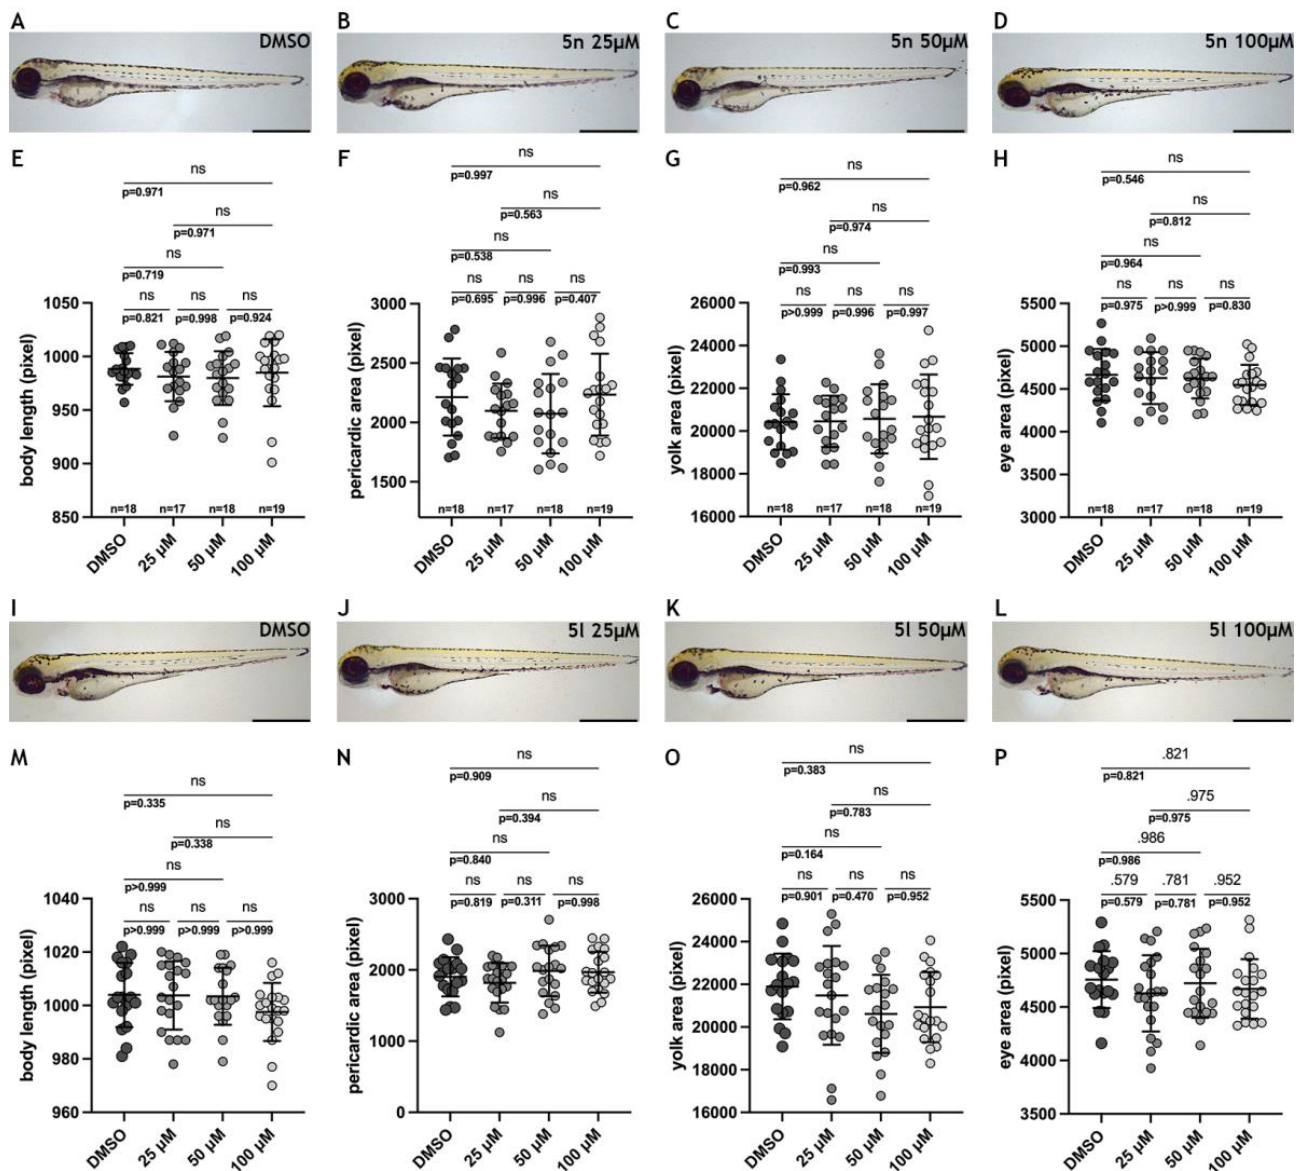 A
DMSO
B
5n 25µM
C
5n 50µM
D
5n 100µM
E
ns
p=0.971
ns
p=0.971
ns
p=0.719
ns
ns
ns
p=0.821
p=0.998
p=0.924
body length (pixel)
1050
1000
950
900
850
n=18
n=17
n=18
n=19
DMSO
25 µM
50 µM
100 µM
F
ns
p=0.997
ns
p=0.563
ns
p=0.538
ns
ns
ns
p=0.695
p=0.996
p=0.407
pericardic area (pixel)
3000
2500
2000
1500
n=18
n=17
n=18
n=19
DMSO
25 µM
50 µM
100 µM
G
ns
p=0.962
ns
p=0.974
ns
p=0.993
ns
ns
ns
p>0.999
p=0.996
p=0.997
yolk area (pixel)
26000
24000
22000
20000
18000
16000
n=18
n=17
n=18
n=19
DMSO
25 µM
50 µM
100 µM
H
ns
p=0.546
ns
p=0.812
ns
p=0.964
ns
ns
ns
p=0.975
p>0.999
p=0.830
eye area (pixel)
5500
5000
4500
4000
3500
3000
n=18
n=17
n=18
n=19
DMSO
25 µM
50 µM
100 µM
I
DMSO
J
5l 25µM
K
5l 50µM
L
5l 100µM
M
ns
p=0.335
ns
p=0.338
ns
p>0.999
ns
ns
ns
p>0.999
p>0.999
p>0.999
body length (pixel)
1040
1020
1000
980
960
DMSO
25 µM
50 µM
100 µM
N
ns
p=0.909
ns
p=0.394
ns
p=0.840
ns
ns
ns
p=0.819
p=0.311
p=0.998
pericardic area (pixel)
3000
2000
1000
0
DMSO
25 µM
50 µM
100 µM
O
ns
p=0.383
ns
p=0.783
ns
p=0.164
ns
ns
ns
p=0.901
p=0.470
p=0.952
yolk area (pixel)
26000
24000
22000
20000
18000
16000
DMSO
25 µM
50 µM
100 µM
P
.821
p=0.821
.975
p=0.975
.986
p=0.986
.579
.781
.952
p=0.579
p=0.781
p=0.952
eye area (pixel)
5500
5000
4500
4000
3500
DMSO
25 µM
50 µM
100 µM